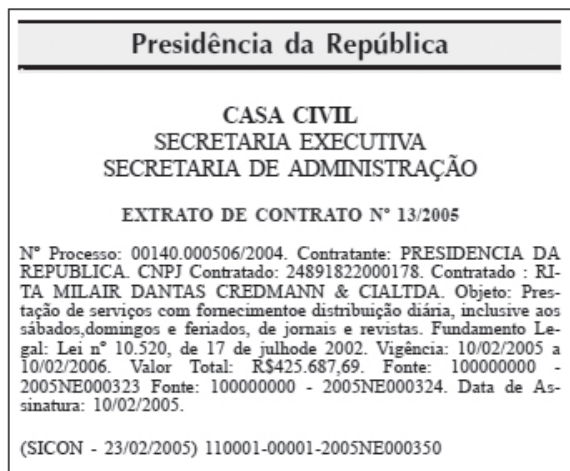 Presidência da República
CASA CIVIL
SECRETARIA EXECUTIVA
SECRETARIA DE ADMINISTRAÇÃO
EXTRATO DE CONTRATO Nº 13/2005
Nº Processo: 00140.000506/2004. Contratante: PRESIDENCIA DA
REPUBLICA. CNPJ Contratado: 24891822000178. Contratado : RI-
TA MILAIR DANTAS CREDMANN & CIALTDA. Objeto: Pres-
tação de serviços com fornecimentoe distribuição diária, inclusive aos
sábados,domingos e feriados, de jornais e revistas. Fundamento Le-
gal: Lei nº 10.520, de 17 de julhode 2002. Vigência: 10/02/2005 a
10/02/2006. Valor Total: R$425.687,69. Fonte: 100000000 -
2005NE000323 Fonte: 100000000 - 2005NE000324. Data de As-
sinatura: 10/02/2005.
(SICON - 23/02/2005) 110001-00001-2005NE000350